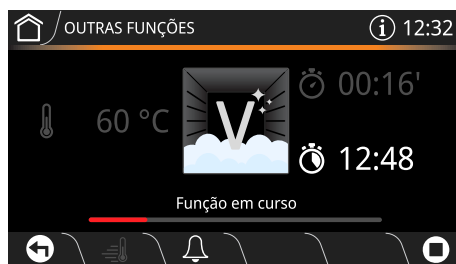 OUTRAS FUNÇÕES
i 12:32
60 °C
V
00:16'
12:48
Função em curso